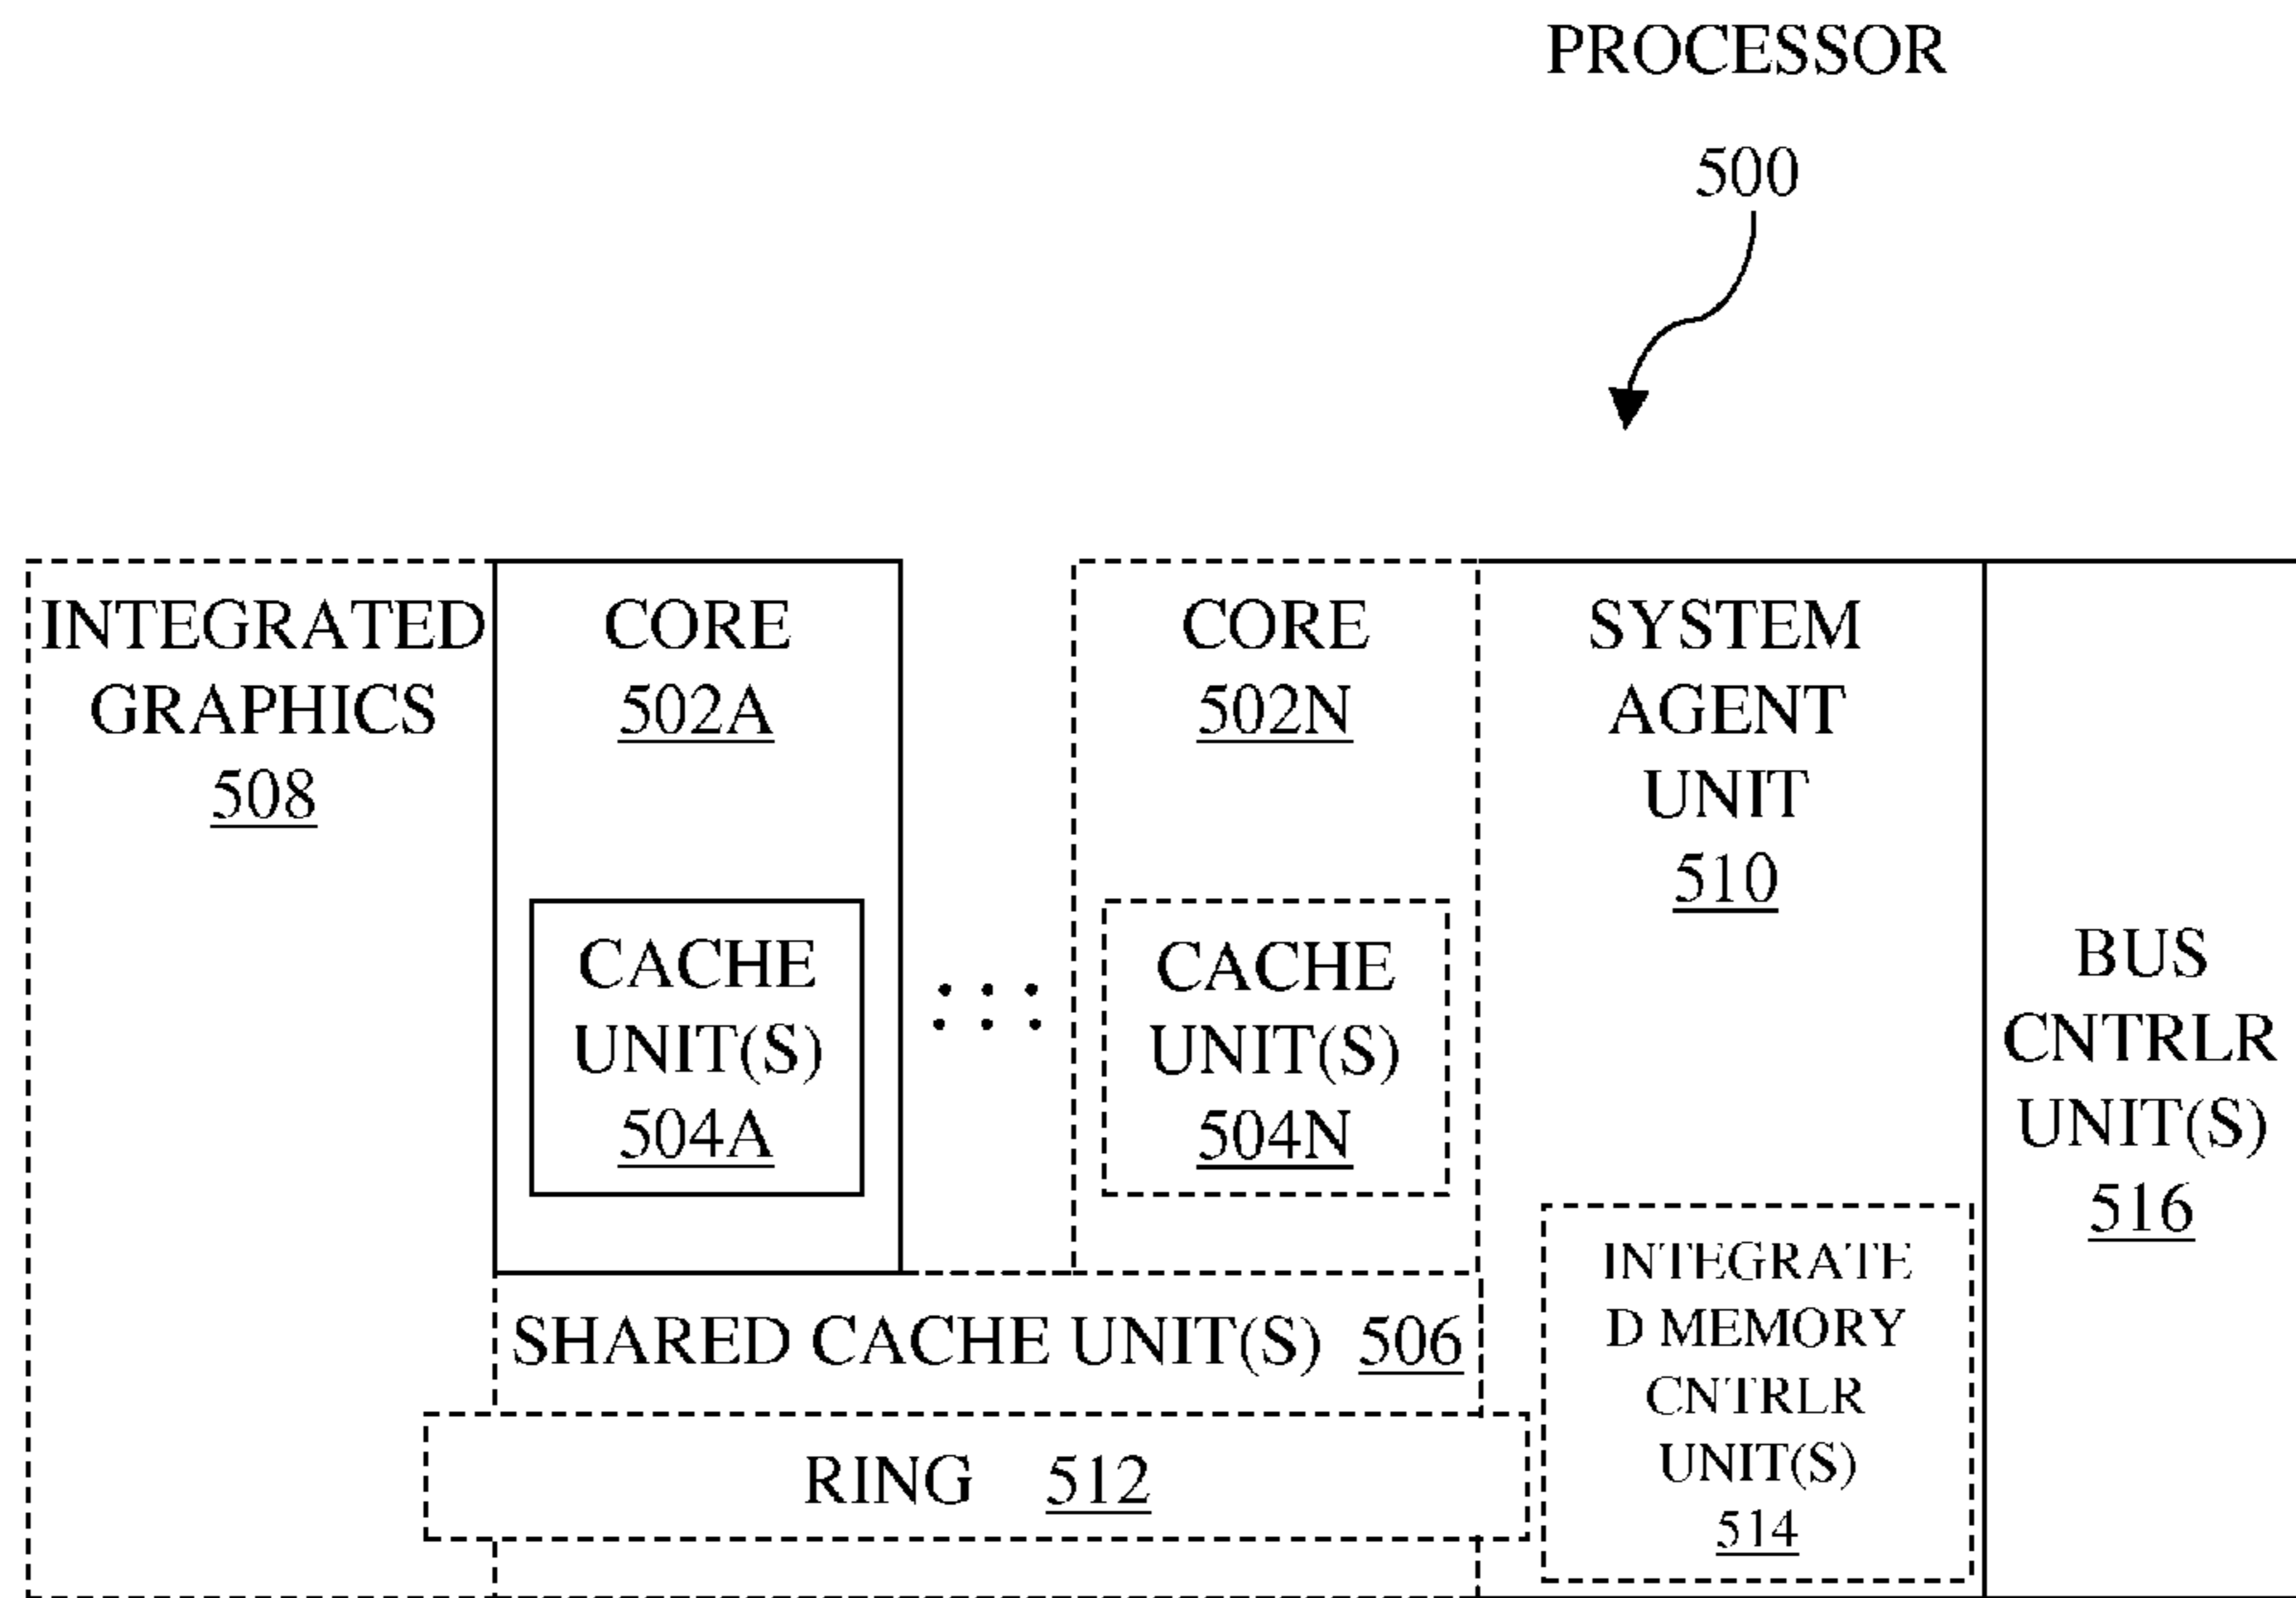 PROCESSOR
500
INTEGRATED
GRAPHICS
508
CORE
502A
CACHE
UNIT(S)
504A
CORE
502N
CACHE
UNIT(S)
504N
SYSTEM
AGENT
UNIT
510
BUS
CNTRLR
UNIT(S)
516
INTEGRATE
D MEMORY
CNTRLR
UNIT(S)
514
SHARED CACHE UNIT(S) 506
RING 512